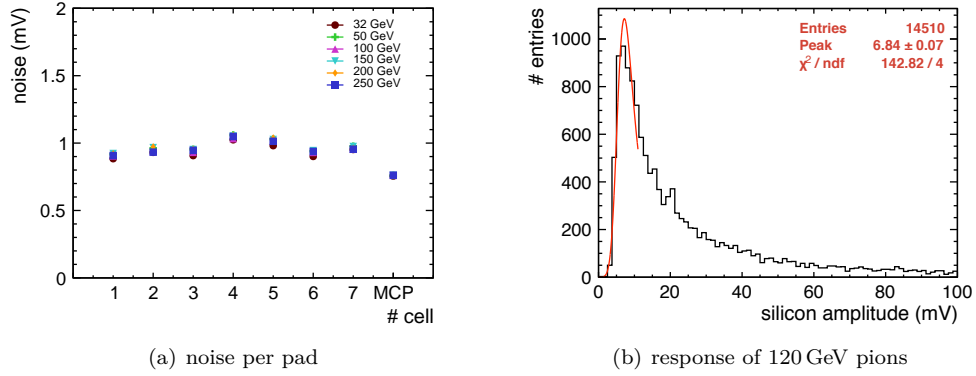 noise (mV)
2
1.5
1
0.5
0
32 GeV
50 GeV
100 GeV
150 GeV
200 GeV
250 GeV
1 2 3 4 5 6 7 MCP
# cell
(a) noise per pad
# entries
1000
800
600
400
200
0
Entries 14510
Peak 6.84 ± 0.07
χ² / ndf 142.82 / 4
0 20 40 60 80 100
silicon amplitude (mV)
(b) response of 120 GeV pions